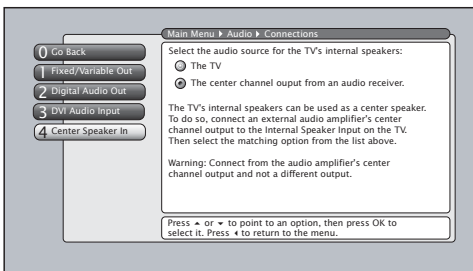 Main Menu ▸ Audio ▸ Connections
0 Go Back
1 Fixed/Variable Out
2 Digital Audio Out
3 DVI Audio Input
4 Center Speaker In
Select the audio source for the TV's internal speakers:
The TV
The center channel ouput from an audio receiver.
The TV's internal speakers can be used as a center speaker.
To do so, connect an external audio amplifier's center
channel output to the Internal Speaker Input on the TV.
Then select the matching option from the list above.
Warning: Connect from the audio amplifier's center
channel output and not a different output.
Press ▲ or ▼ to point to an option, then press OK to
select it. Press ◂ to return to the menu.